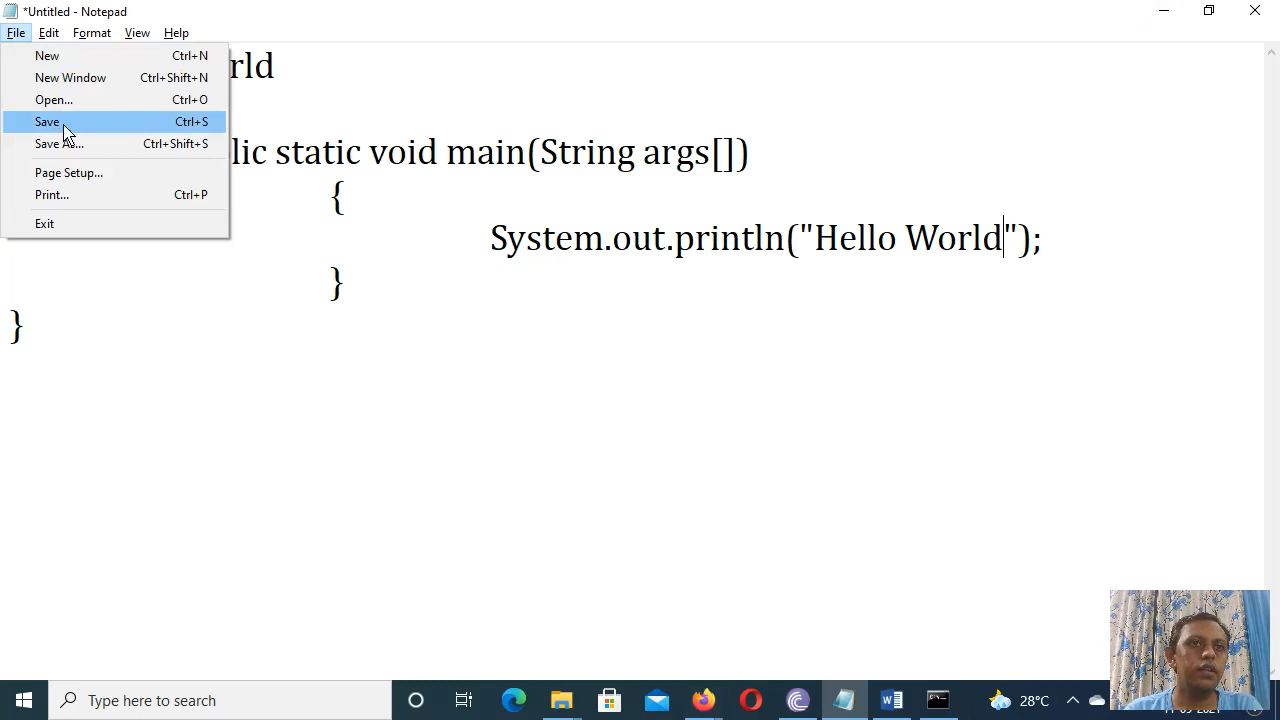 *Untitled - Notepad
File Edit Format View Help
New Ctrl+N
New Window Ctrl+Shift+N
Open... Ctrl+O
Save Ctrl+S
Save As... Ctrl+Shift+S
Page Setup... 
Print... Ctrl+P
Exit
rld
lic static void main(String args[])
{
System.out.println("Hello World");
}
}
Type here to search
28°C